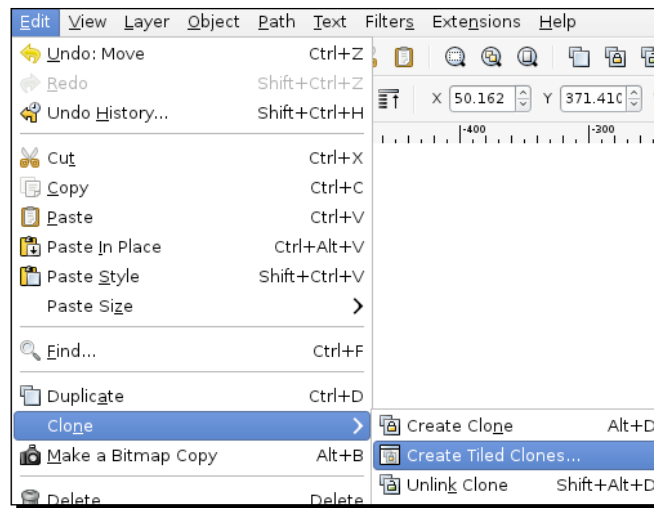 Edit View Layer Object Path Text Filters Extensions Help
Undo: Move Ctrl+Z
Redo Shift+Ctrl+Z
Undo History... Shift+Ctrl+H
X 50.162 Y 371.410
-400 -300
Cut Ctrl+X
Copy Ctrl+C
Paste Ctrl+V
Paste In Place Ctrl+Alt+V
Paste Style Shift+Ctrl+V
Paste Size
Find... Ctrl+F
Duplicate Ctrl+D
Clone
Create Clone Alt+D
Make a Bitmap Copy Alt+B
Create Tiled Clones...
Unlink Clone Shift+Alt+D
Delete Delete